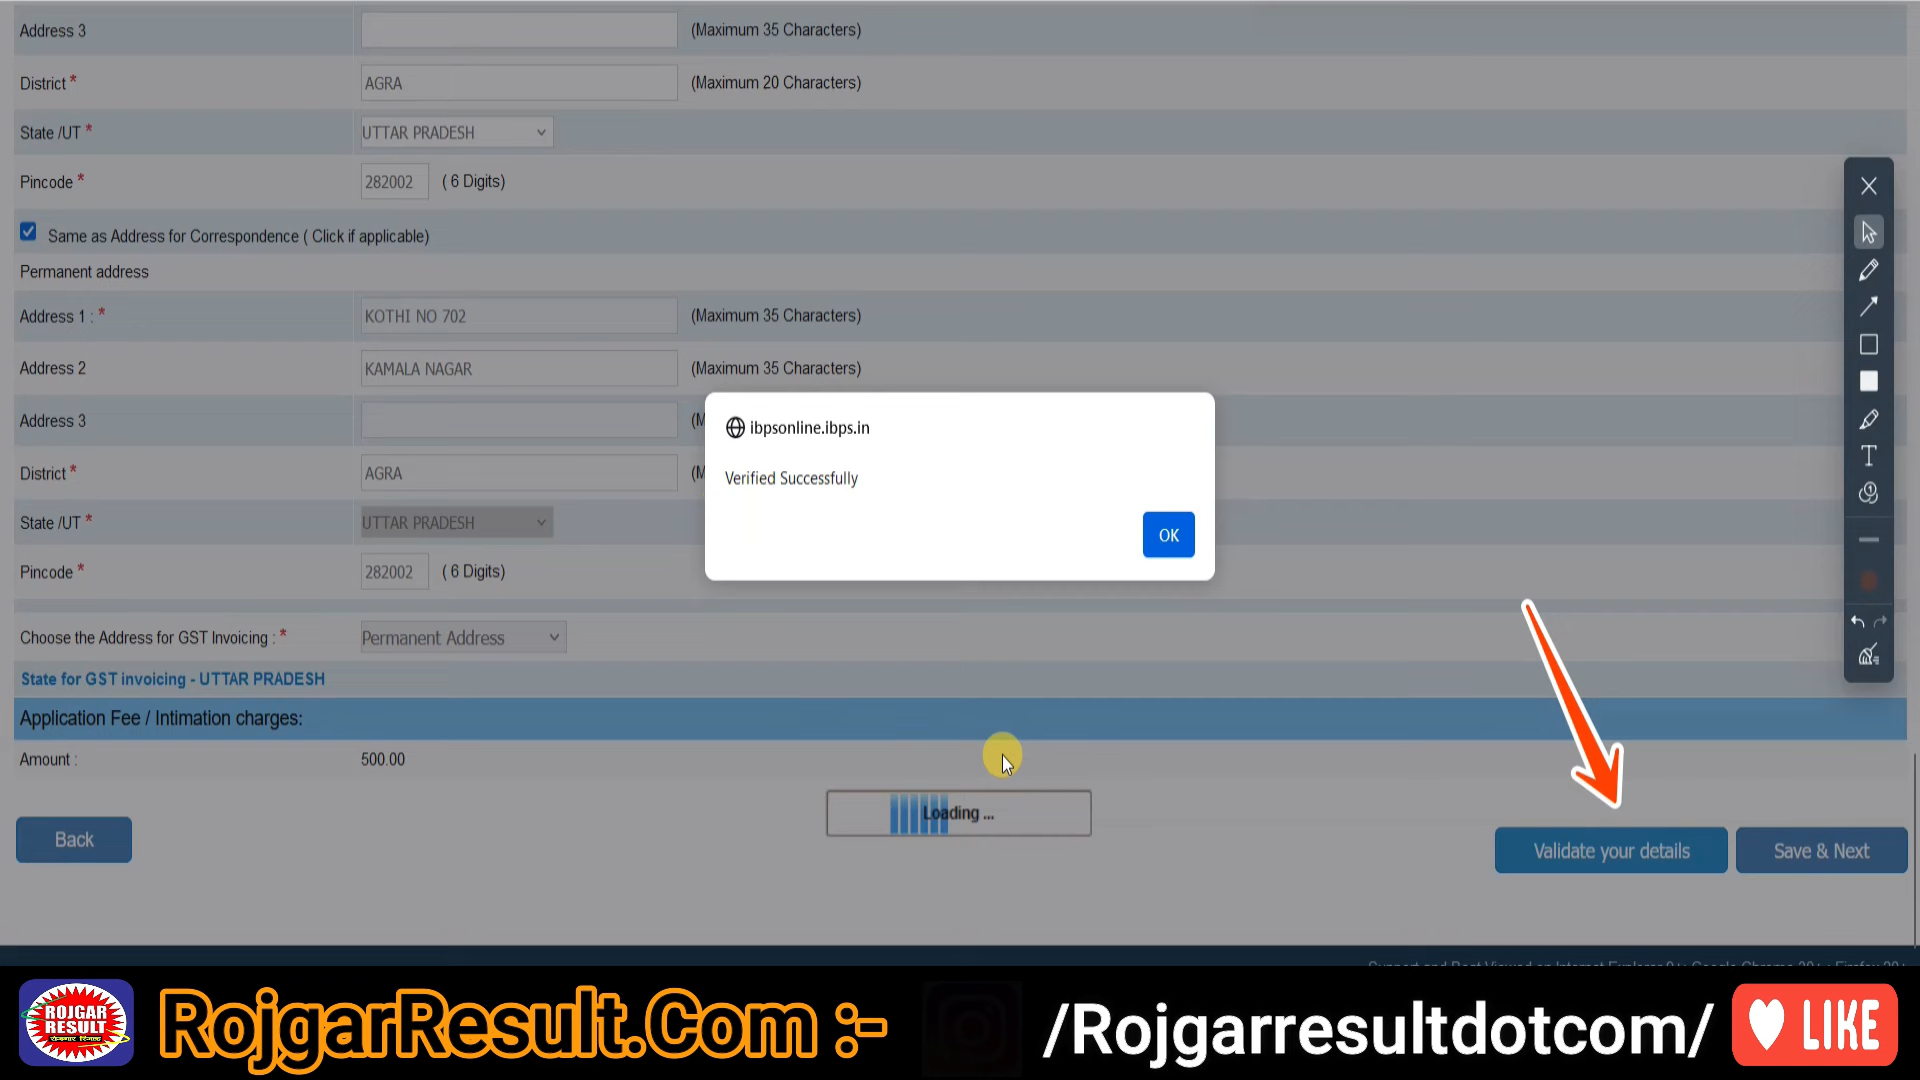 Address 3 (Maximum 35 Characters)
District * AGRA (Maximum 20 Characters)
State /UT * UTTAR PRADESH
Pincode * 282002 ( 6 Digits)
Same as Address for Correspondence ( Click if applicable)
Permanent address
Address 1 : * KOTHI NO 702 (Maximum 35 Characters)
Address 2 KAMALA NAGAR (Maximum 35 Characters)
Address 3
District * AGRA
State /UT * UTTAR PRADESH
Pincode * 282002 ( 6 Digits)
ibpsonline.ibps.in
Verified Successfully
OK
Choose the Address for GST Invoicing : * Permanent Address
State for GST invoicing - UTTAR PRADESH
Application Fee / Intimation charges:
Amount : 500.00
Loading ...
Back
Validate your details
Save & Next
ROJGAR
RESULT
रोजगार रिजल्ट
RojgarResult.Com :-
/Rojgarresultdotcom/
LIKE